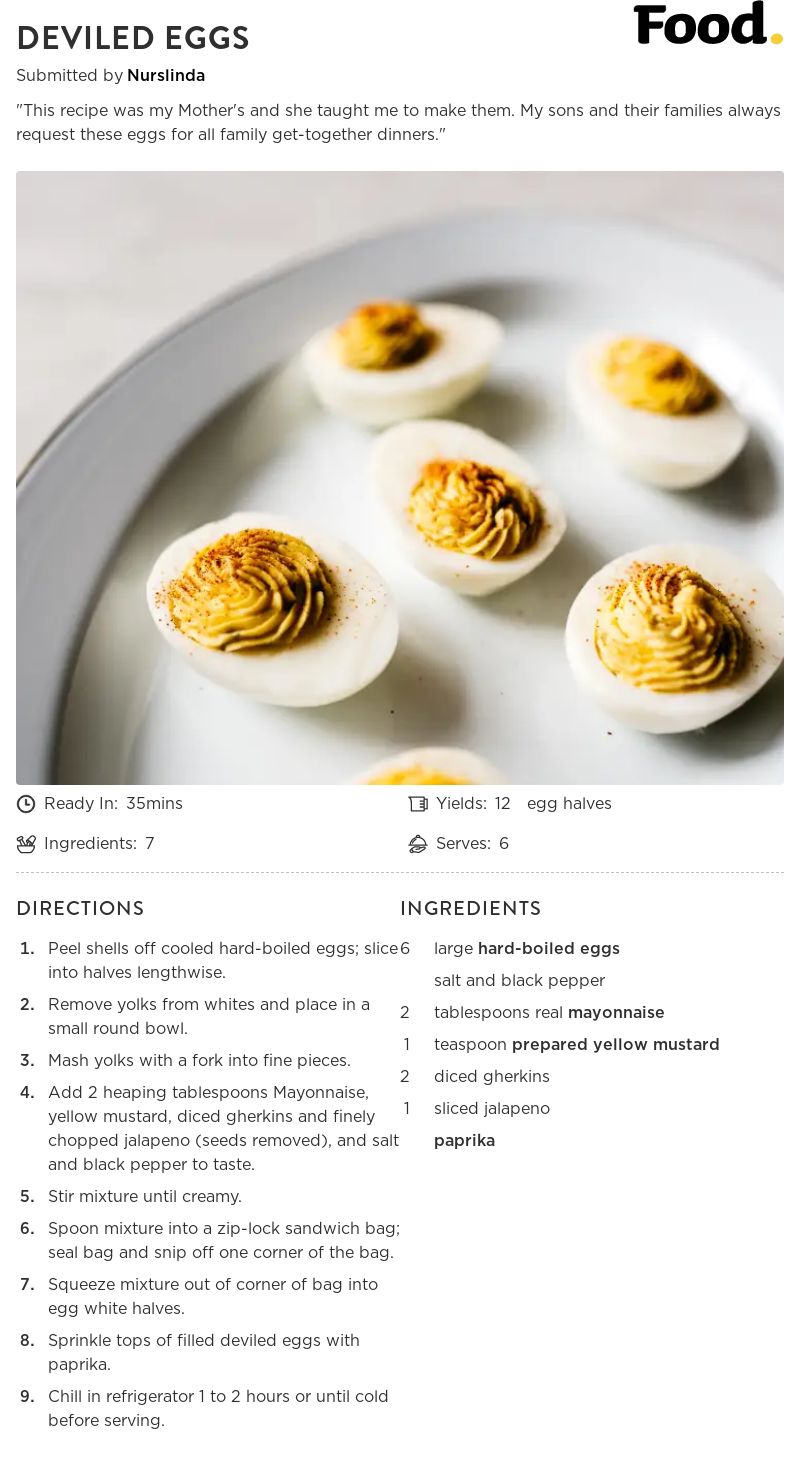 Food.
DEVILED EGGS
Submitted by Nurslinda
"This recipe was my Mother's and she taught me to make them. My sons and their families always
request these eggs for all family get-together dinners."
Ready In: 35mins
Yields: 12 egg halves
Ingredients: 7
Serves: 6
DIRECTIONS
1. Peel shells off cooled hard-boiled eggs; slice
into halves lengthwise.
2. Remove yolks from whites and place in a
small round bowl.
3. Mash yolks with a fork into fine pieces.
4. Add 2 heaping tablespoons Mayonnaise,
yellow mustard, diced gherkins and finely
chopped jalapeno (seeds removed), and salt
and black pepper to taste.
5. Stir mixture until creamy.
6. Spoon mixture into a zip-lock sandwich bag;
seal bag and snip off one corner of the bag.
7. Squeeze mixture out of corner of bag into
egg white halves.
8. Sprinkle tops of filled deviled eggs with
paprika.
9. Chill in refrigerator 1 to 2 hours or until cold
before serving.
INGREDIENTS
6 large hard-boiled eggs
salt and black pepper
2 tablespoons real mayonnaise
1 teaspoon prepared yellow mustard
2 diced gherkins
1 sliced jalapeno
paprika